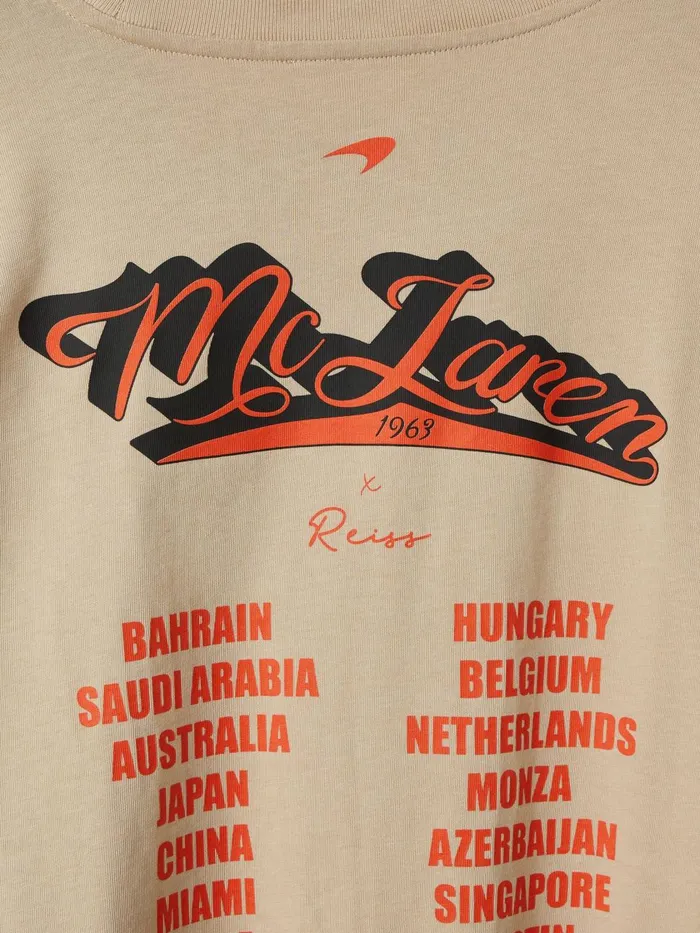 McLaren
1963
x
Reiss
BAHRAIN
SAUDI ARABIA
AUSTRALIA
JAPAN
CHINA
MIAMI
HUNGARY
BELGIUM
NETHERLANDS
MONZA
AZERBAIJAN
SINGAPORE